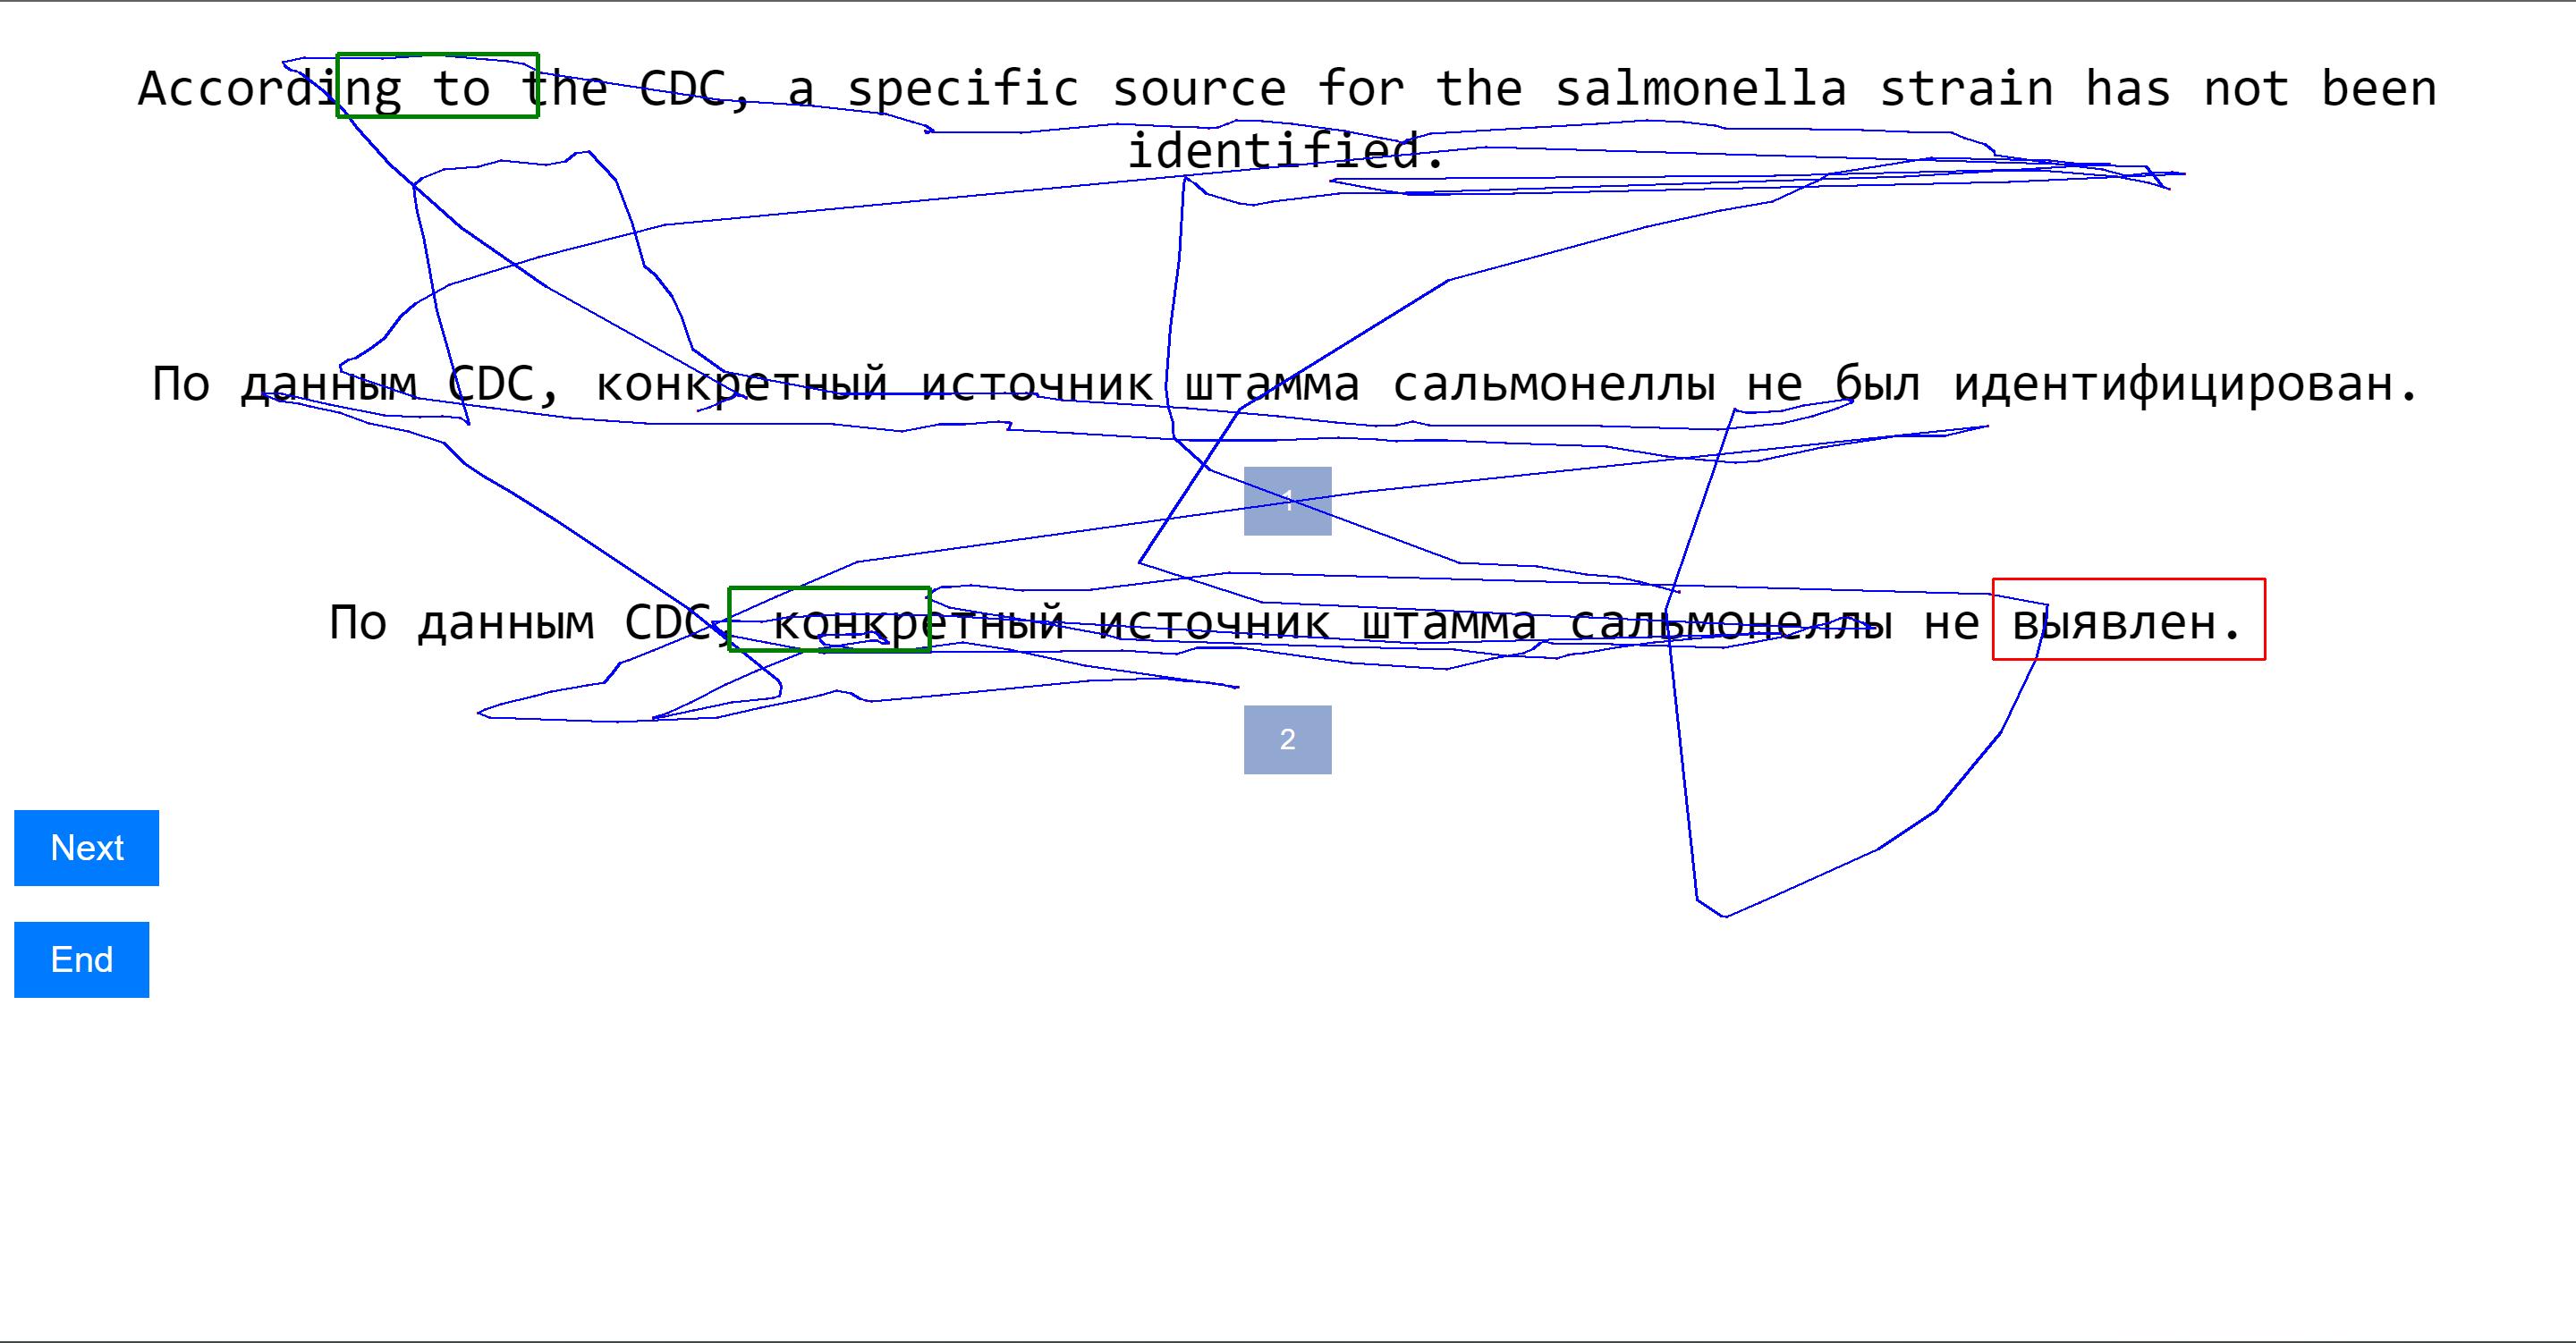 According to the CDC, a specific source for the salmonella strain has not been
identified.
По данным CDC, конкретный источник штамма сальмонеллы не был идентифицирован.
1
По данным CDC, конкретный источник штамма сальмонеллы не выявлен.
2
Next
End